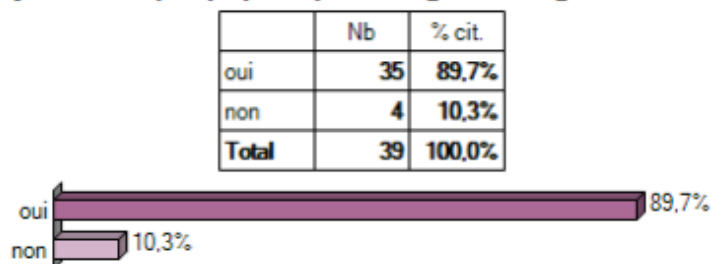 Nb % cit.
oui 35 89,7%
non 4 10,3%
Total 39 100,0%
oui 89,7%
non 10,3%